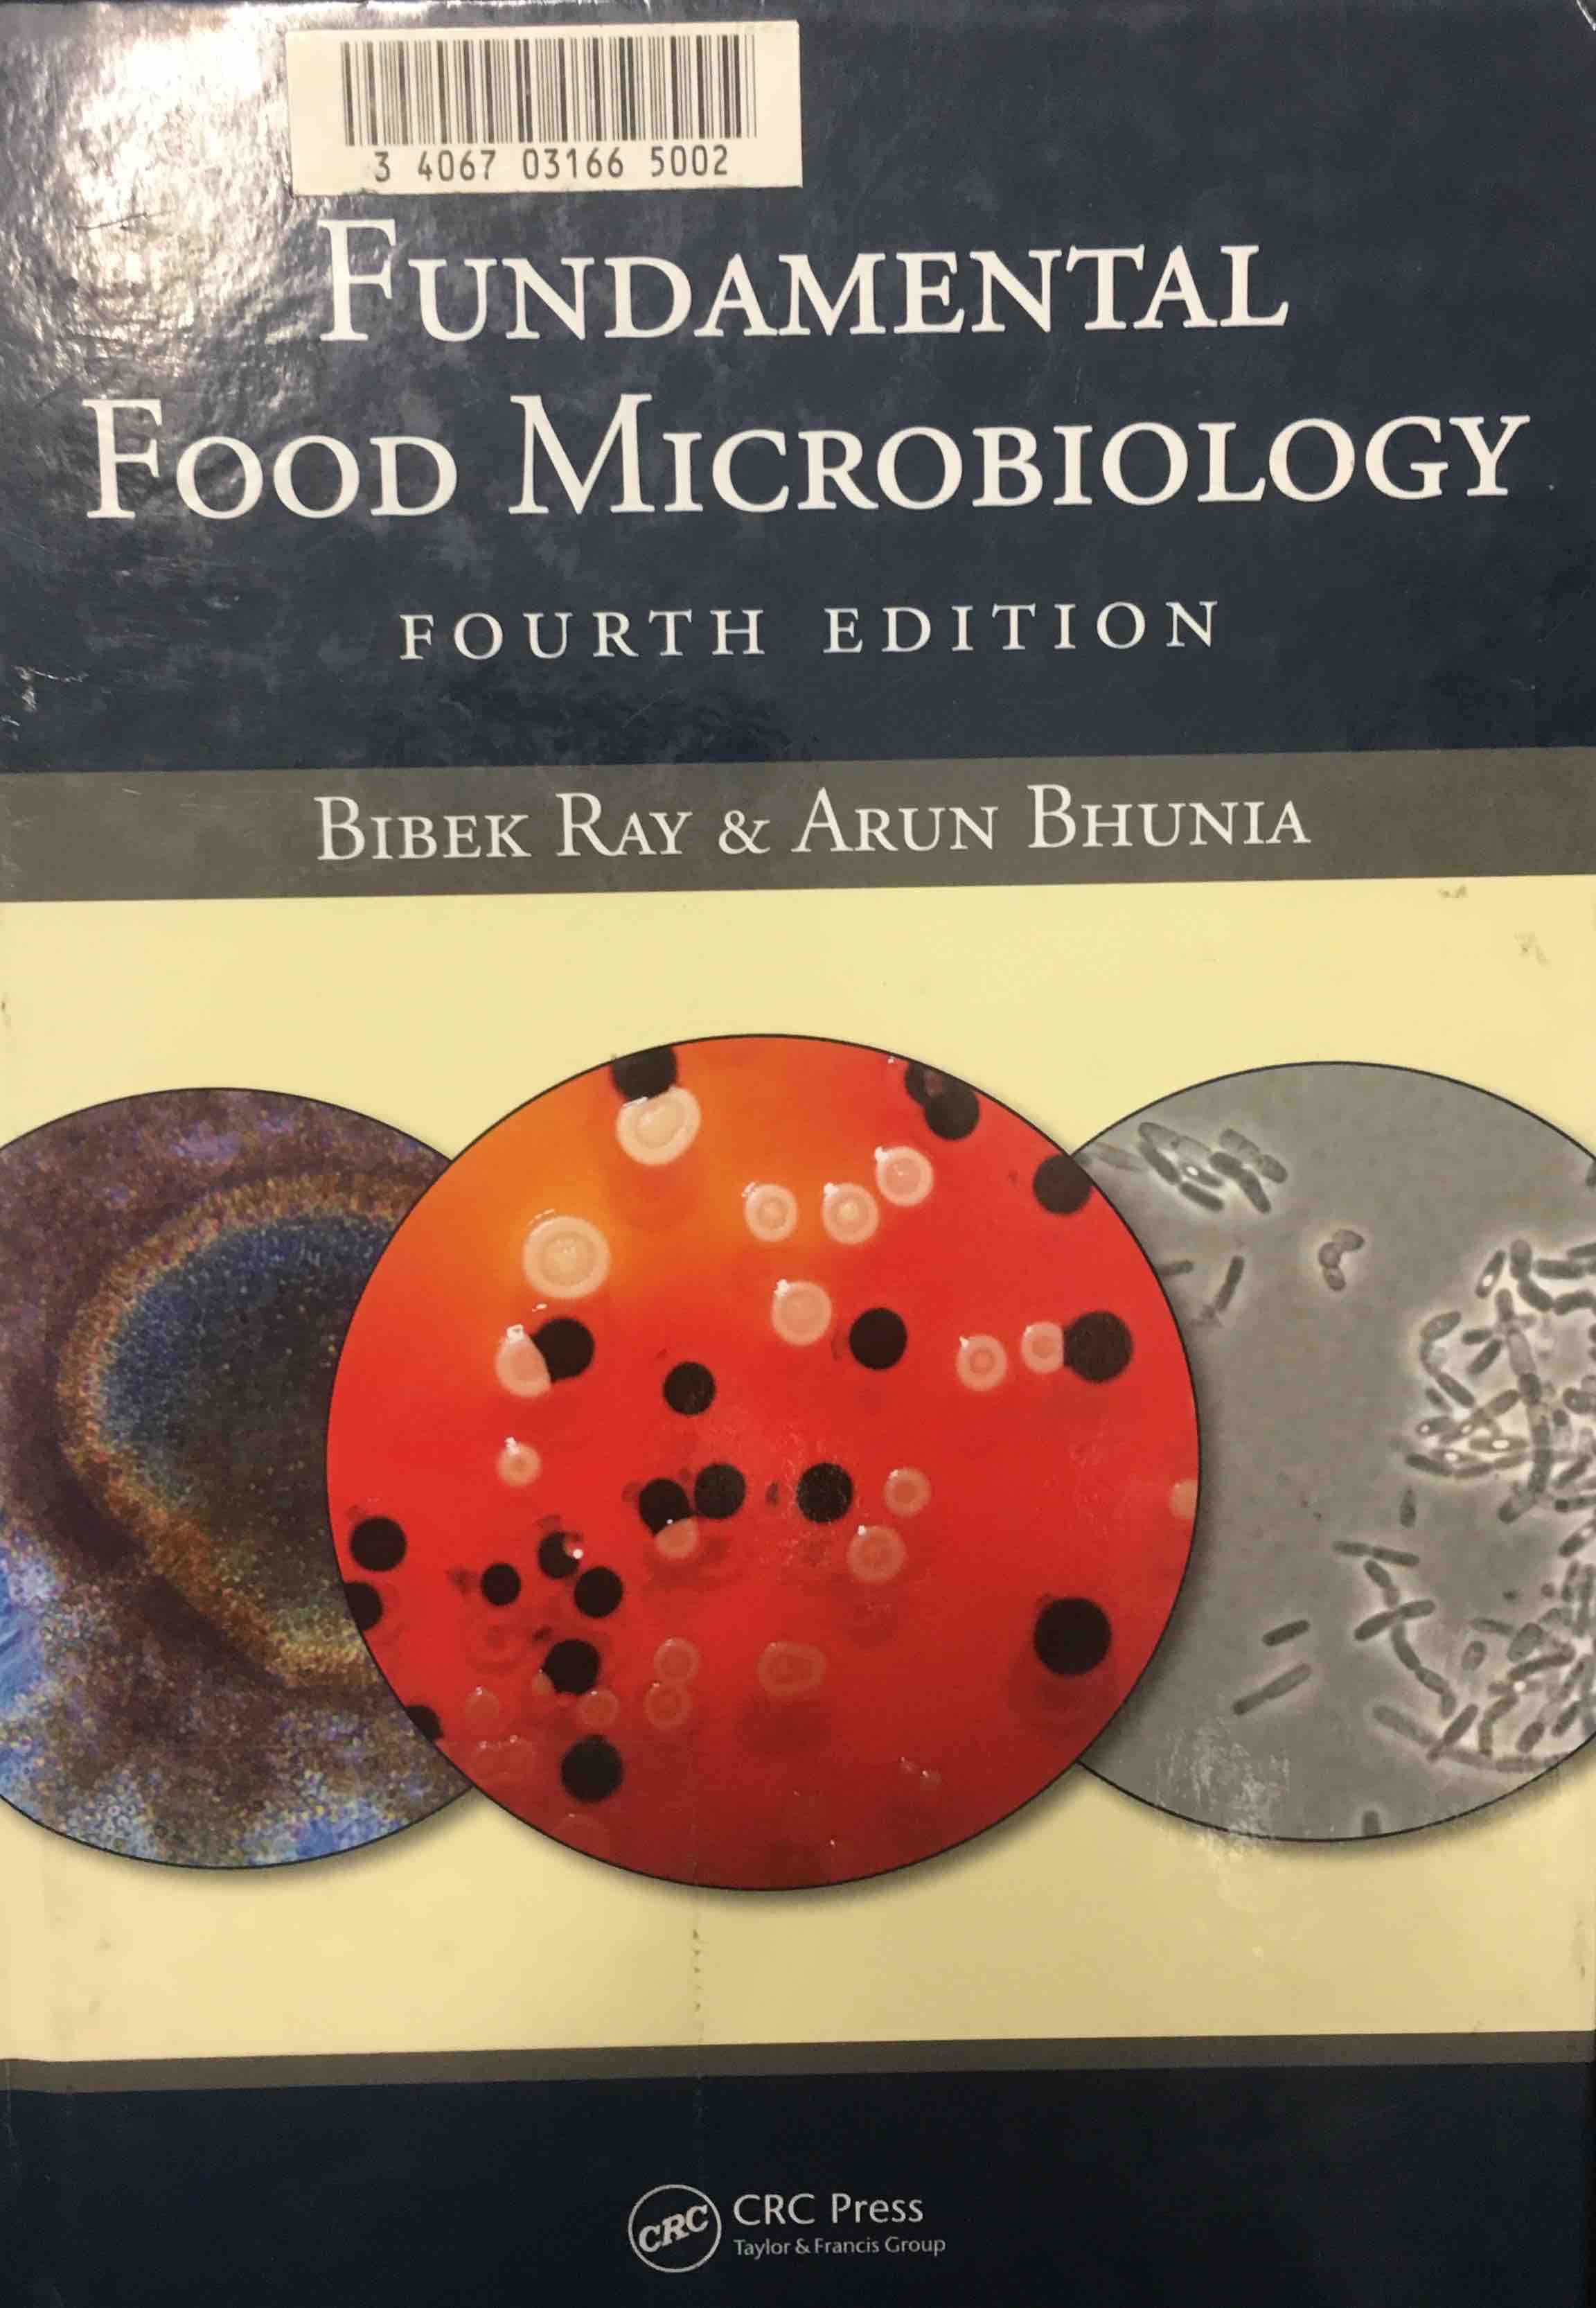 3 4067 03166 5002
FUNDAMENTAL
FOOD MICROBIOLOGY
FOURTH EDITION
BIBEK RAY & ARUN BHUNIA
CRC CRC Press
Taylor & Francis Group